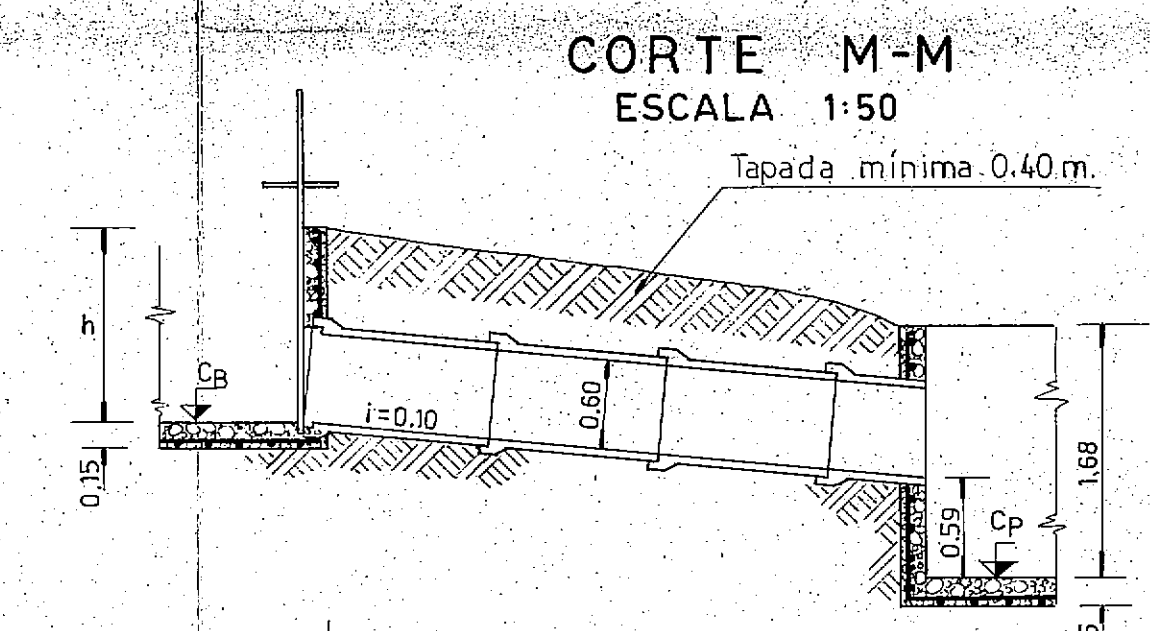 CORTE M-M
ESCALA 1:50
Tapada mínima 0.40 m.
h
CB
i=0.10
0.60
0.15
1.68
0.59
CP